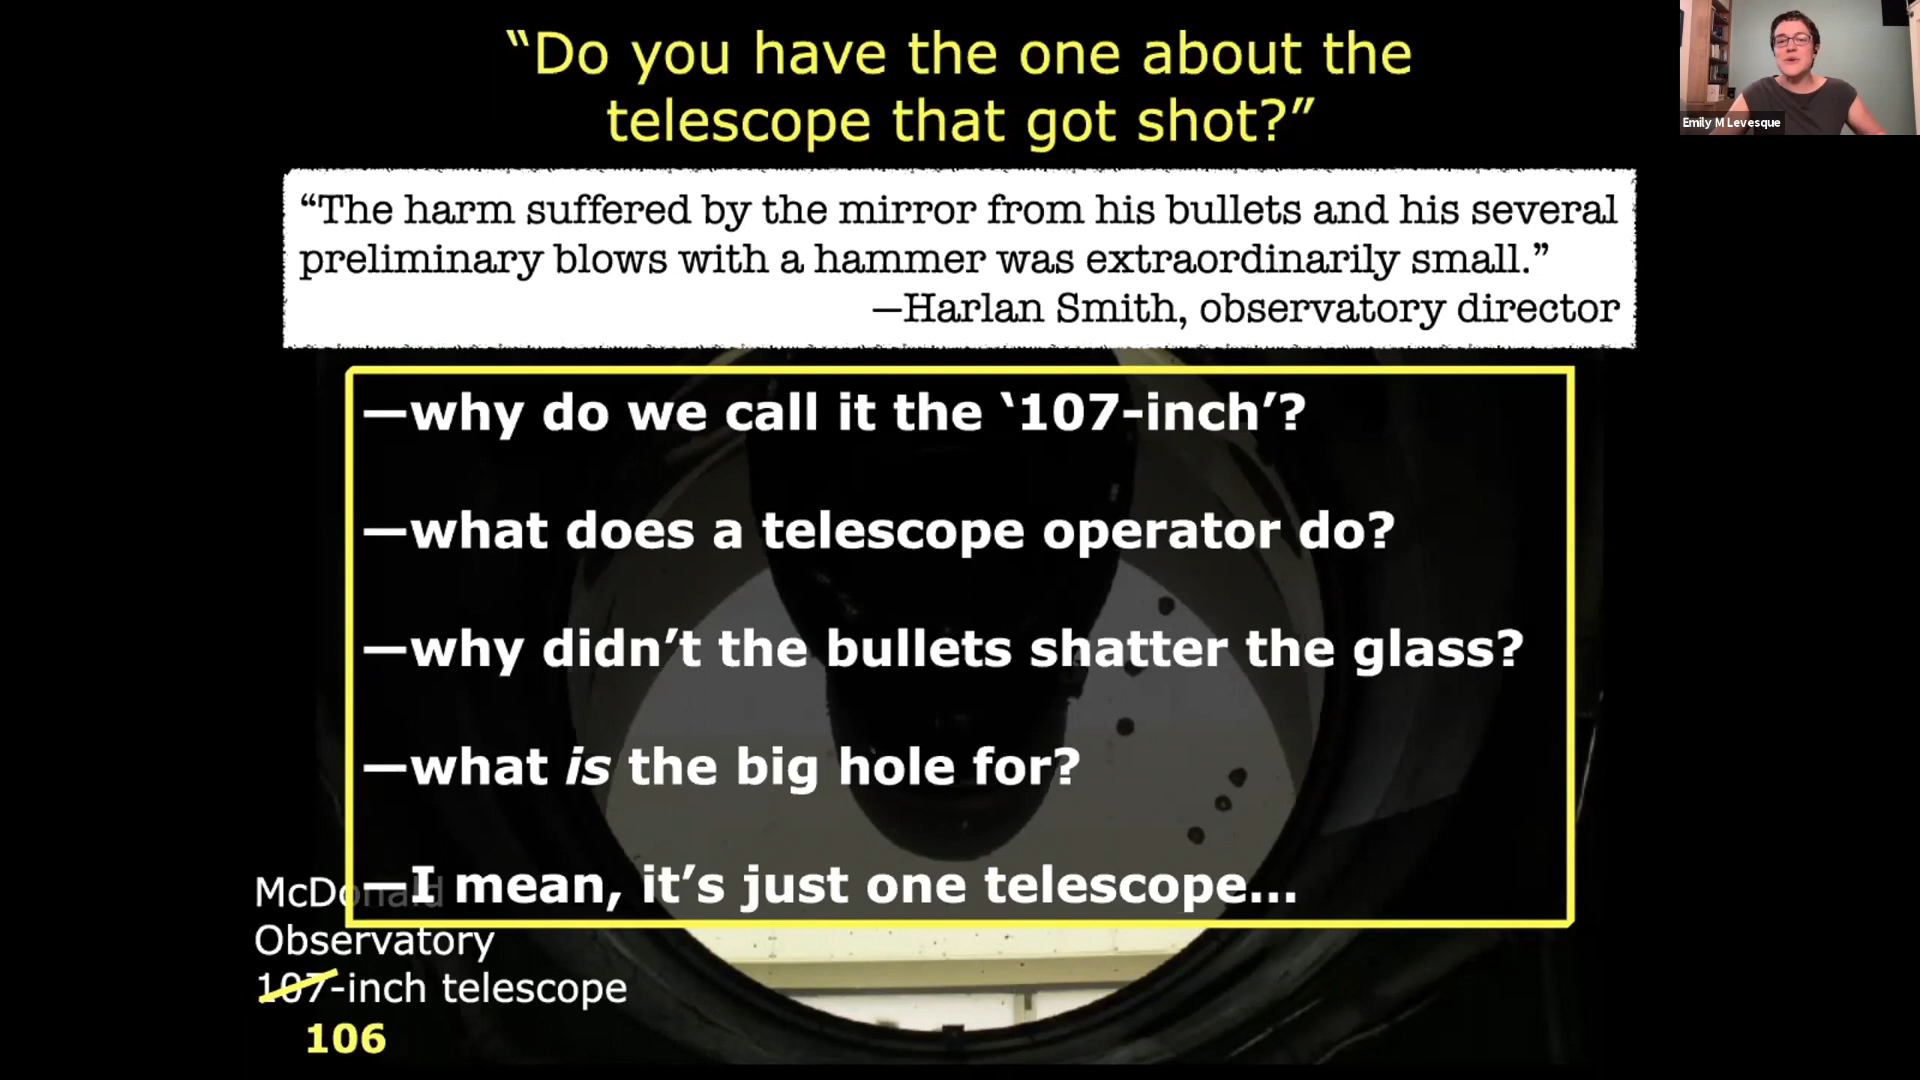 “Do you have the one about the
telescope that got shot?”
Emily M Levesque
“The harm suffered by the mirror from his bullets and his several
preliminary blows with a hammer was extraordinarily small.”
—Harlan Smith, observatory director
—why do we call it the ‘107-inch’?
—what does a telescope operator do?
—why didn’t the bullets shatter the glass?
—what is the big hole for?
—I mean, it’s just one telescope...
McDonald
Observatory
107-inch telescope
106